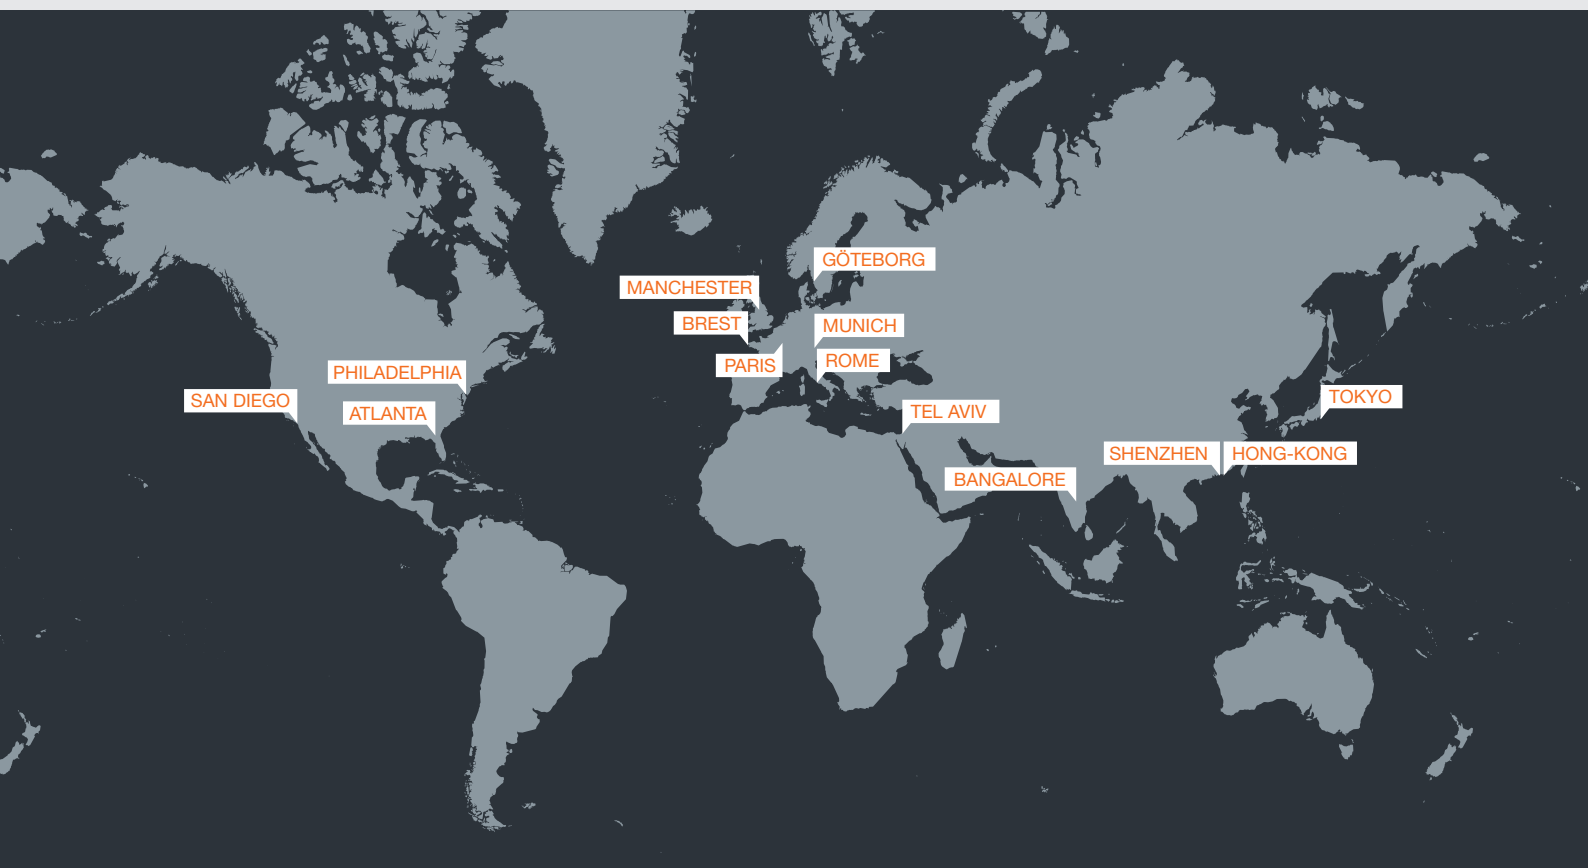 GÖTEBORG
MANCHESTER
BREST
MUNICH
PARIS
ROME
PHILADELPHIA
SAN DIEGO
ATLANTA
TEL AVIV
TOKYO
SHENZHEN
HONG-KONG
BANGALORE